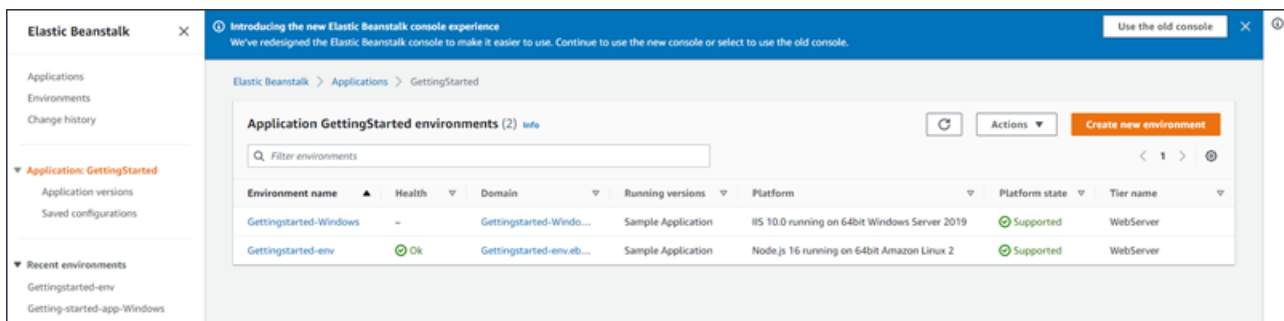 Elastic Beanstalk
Applications
Environments
Change history
Application: GettingStarted
Application versions
Saved configurations
Recent environments
Gettingstarted-env
Getting-started-app-Windows
Introducing the new Elastic Beanstalk console experience
We've redesigned the Elastic Beanstalk console to make it easier to use. Continue to use the new console or select to use the old console.
Use the old console
Elastic Beanstalk > Applications > GettingStarted
Application GettingStarted environments (2) Info
Actions
Create new environment
Filter environments
< 1 >
Environment name Health Domain Running versions Platform Platform state Tier name
Gettingstarted-Windows – Gettingstarted-Windo... Sample Application IIS 10.0 running on 64bit Windows Server 2019 Supported WebServer
Gettingstarted-env Ok Gettingstarted-env.eb... Sample Application Node.js 16 running on 64bit Amazon Linux 2 Supported WebServer